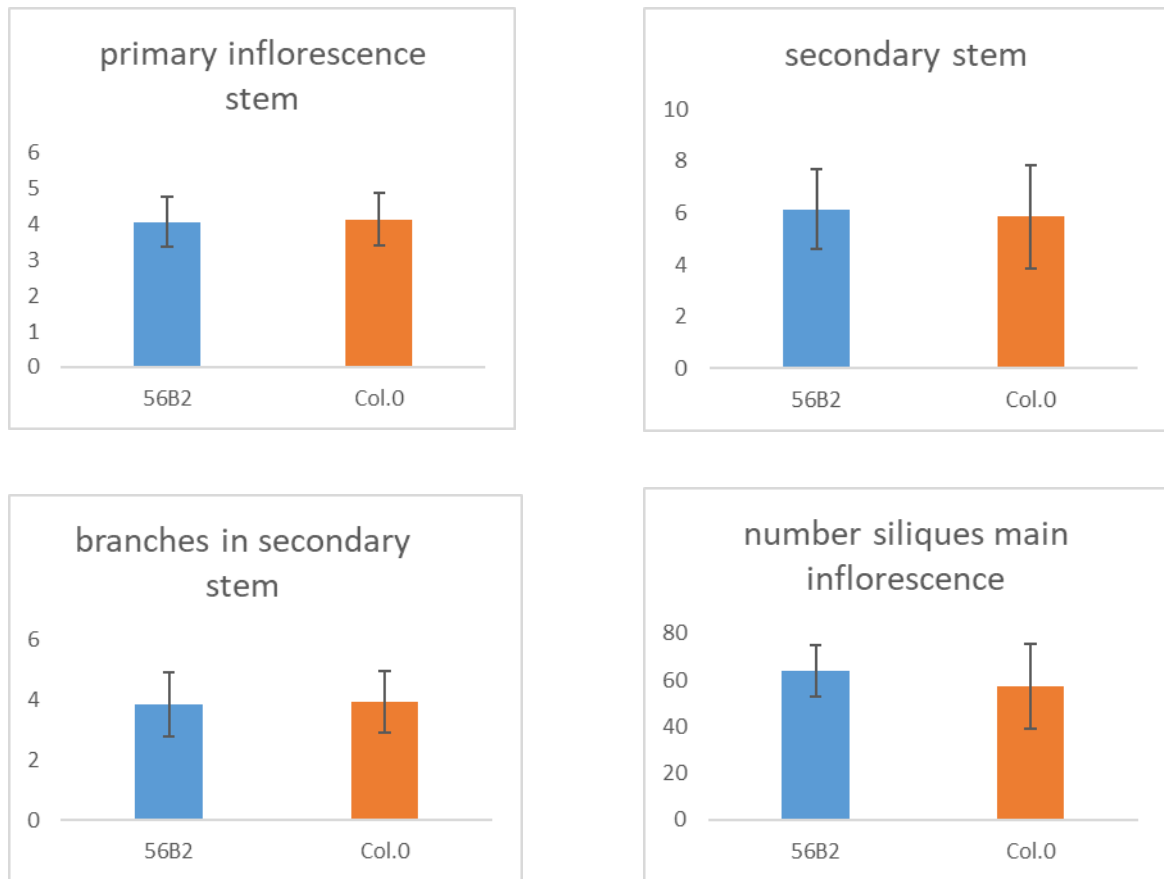 primary inflorescence
stem
6
5
4
3
2
1
0
56B2 Col.0
secondary stem
10
8
6
4
2
0
56B2 Col.0
branches in secondary
stem
6
4
2
0
56B2 Col.0
number siliques main
inflorescence
80
60
40
20
0
56B2 Col.0